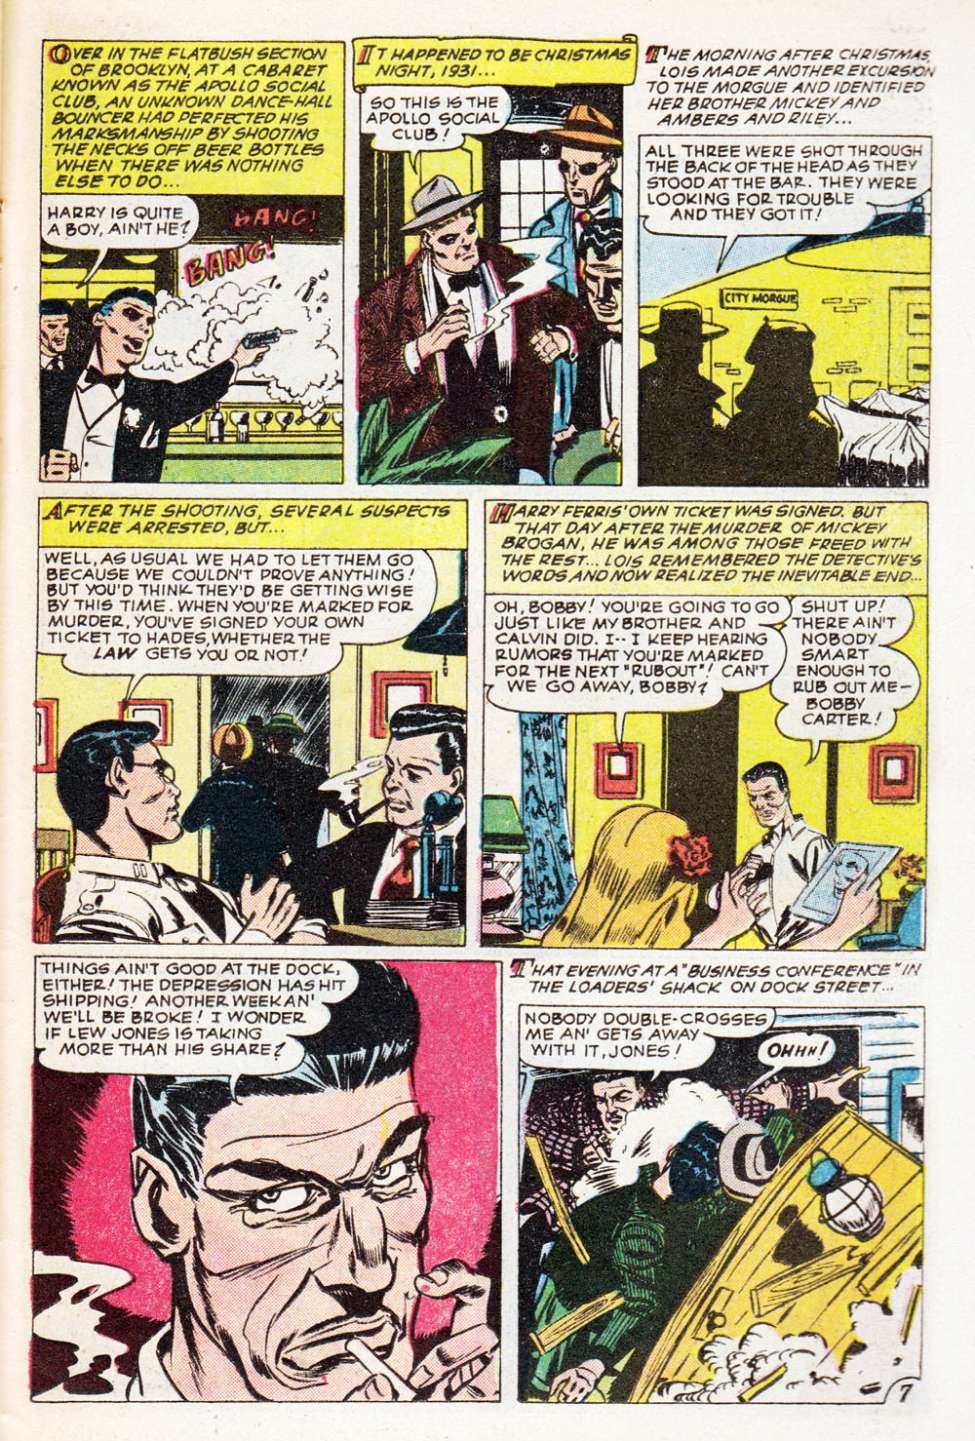 OVER IN THE FLATBUSH SECTION
OF BROOKLYN, AT A CABARET
KNOWN AS THE APOLLO SOCIAL
CLUB, AN UNKNOWN DANCE-HALL
BOUNCER HAD PERFECTED HIS
MARKSMANSHIP BY SHOOTING
THE NECKS OFF BEER BOTTLES
WHEN THERE WAS NOTHING
ELSE TO DO...
HARRY IS QUITE
A BOY, AIN'T HE?
BANG!
BANG!
IT HAPPENED TO BE CHRISTMAS
NIGHT, 1931...
SO THIS IS THE
APOLLO SOCIAL
CLUB!
THE MORNING AFTER CHRISTMAS,
LOIS MADE ANOTHER EXCURSION
TO THE MORGUE AND IDENTIFIED
HER BROTHER MICKEY AND
AMBERS AND RILEY...
ALL THREE WERE SHOT THROUGH
THE BACK OF THE HEAD AS THEY
STOOD AT THE BAR. THEY WERE
LOOKING FOR TROUBLE
AND THEY GOT IT!
CITY MORGUE
AFTER THE SHOOTING, SEVERAL SUSPECTS
WERE ARRESTED, BUT...
WELL, AS USUAL WE HAD TO LET THEM GO
BECAUSE WE COULDN'T PROVE ANYTHING!
BUT YOU'D THINK THEY'D BE GETTING WISE
BY THIS TIME. WHEN YOU'RE MARKED FOR
MURDER, YOU'VE SIGNED YOUR OWN
TICKET TO HADES, WHETHER THE
LAW GETS YOU OR NOT!
HARRY FERRIS' OWN TICKET WAS SIGNED. BUT
THAT DAY AFTER THE MURDER OF MICKEY
BROGAN, HE WAS AMONG THOSE FREED WITH
THE REST... LOIS REMEMBERED THE DETECTIVE'S
WORDS AND NOW REALIZED THE INEVITABLE END...
OH, BOBBY! YOU'RE GOING TO GO
JUST LIKE MY BROTHER AND
CALVIN DID. I-- I KEEP HEARING
RUMORS THAT YOU'RE MARKED
FOR THE NEXT "RUBOUT"! CAN'T
WE GO AWAY, BOBBY?
SHUT UP!
THERE AIN'T
NOBODY
SMART
ENOUGH TO
RUB OUT ME—
BOBBY
CARTER!
THINGS AIN'T GOOD AT THE DOCK,
EITHER! THE DEPRESSION HAS HIT
SHIPPING! ANOTHER WEEK AN'
WE'LL BE BROKE! I WONDER
IF LEW JONES IS TAKING
MORE THAN HIS SHARE?
THAT EVENING AT A "BUSINESS CONFERENCE" IN
THE LOADERS' SHACK ON DOCK STREET...
NOBODY DOUBLE-CROSSES
ME AN' GETS AWAY
WITH IT, JONES!
OHHH!
7